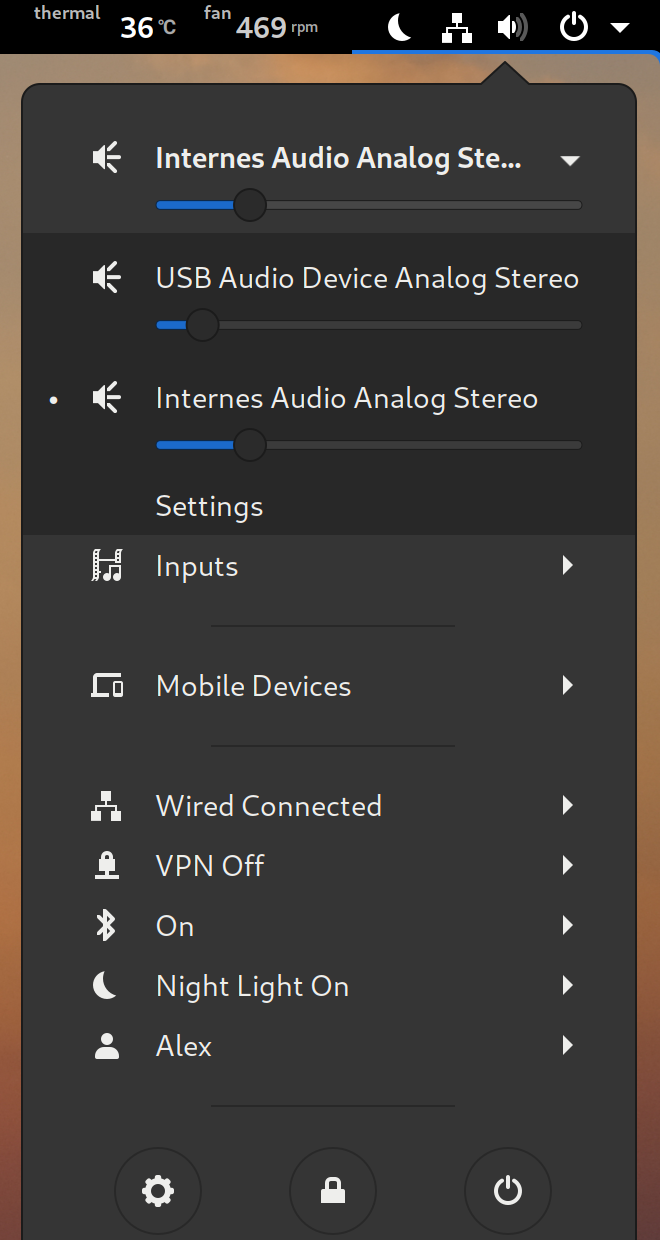 thermal 36 °C fan 469 rpm
Internes Audio Analog Ste...
USB Audio Device Analog Stereo
Internes Audio Analog Stereo
Settings
Inputs
Mobile Devices
Wired Connected
VPN Off
On
Night Light On
Alex